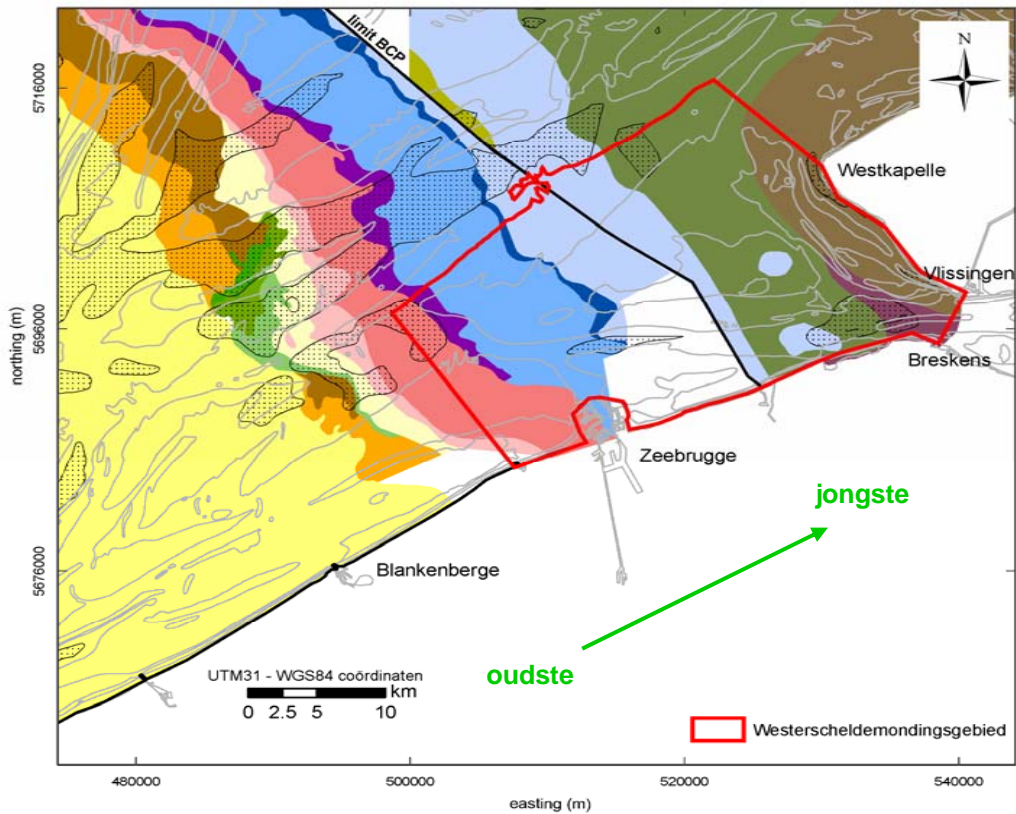 limit BCP
N
5716000
Westkapelle
Vlissingen
northing (m)
5696000
Breskens
Zeebrugge
jongste
5676000
Blankenberge
oudste
UTM31 - WGS84 coördinaten
km
0 2.5 5 10
Westerscheldemondingsgebied
480000 500000 520000 540000
easting (m)